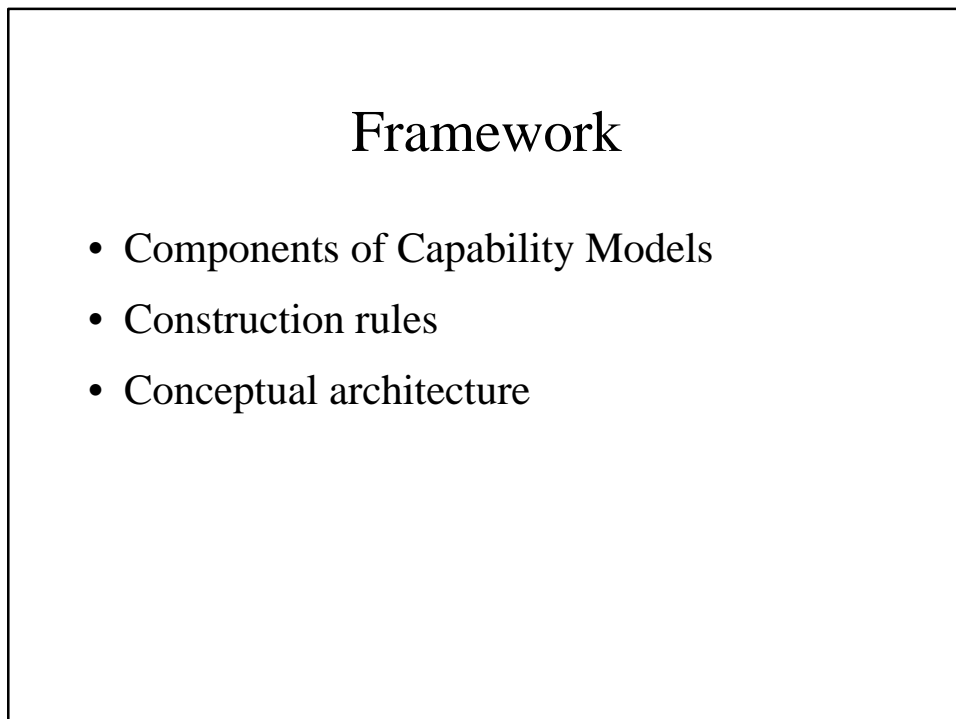 Framework
• Components of Capability Models
• Construction rules
• Conceptual architecture